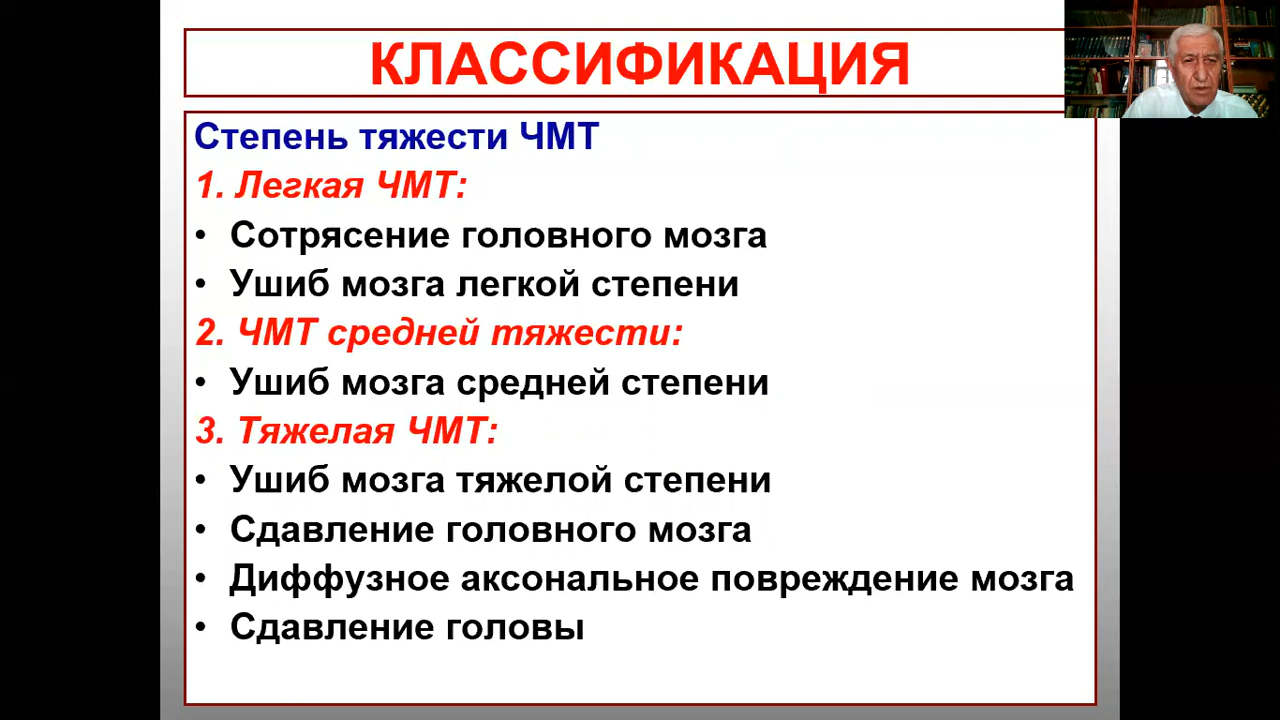 КЛАССИФИКАЦИЯ
Степень тяжести ЧМТ
1. Легкая ЧМТ:
• Сотрясение головного мозга
• Ушиб мозга легкой степени
2. ЧМТ средней тяжести:
• Ушиб мозга средней степени
3. Тяжелая ЧМТ:
• Ушиб мозга тяжелой степени
• Сдавление головного мозга
• Диффузное аксональное повреждение мозга
• Сдавление головы